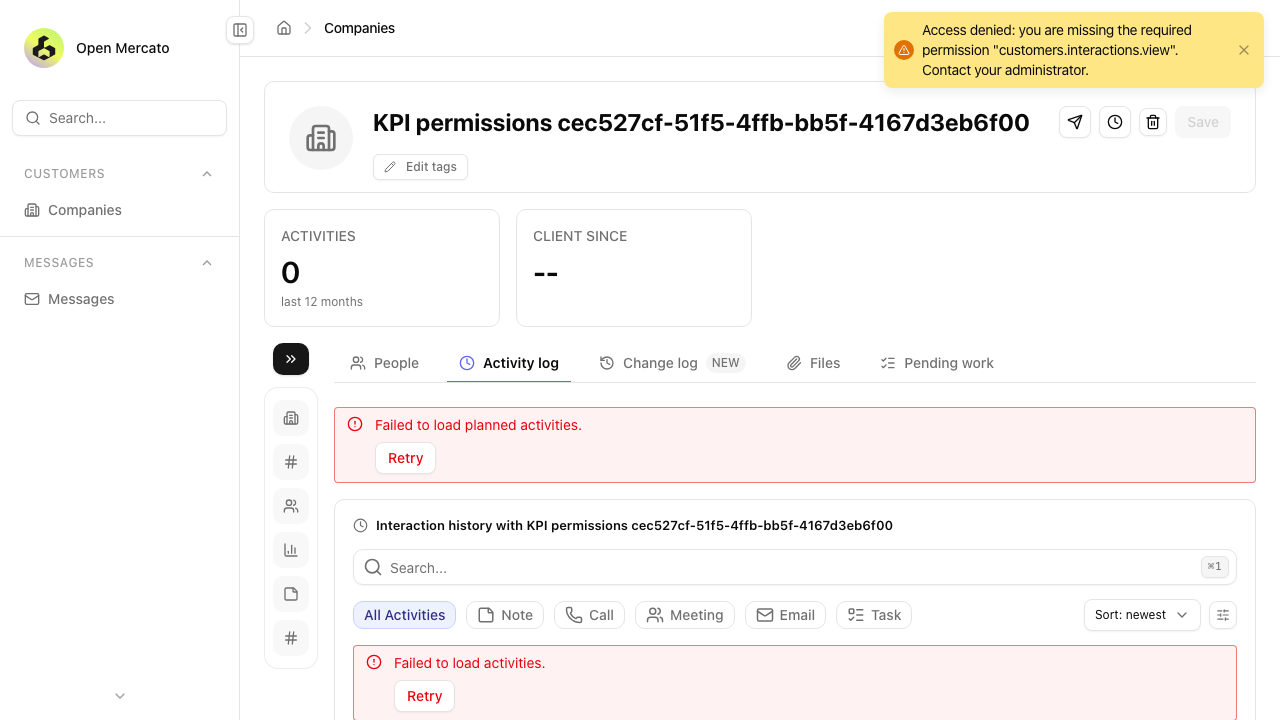 Open Mercato
Search...
CUSTOMERS
Companies
MESSAGES
Messages
Companies
Access denied: you are missing the required
permission "customers.interactions.view".
Contact your administrator.
KPI permissions cec527cf-51f5-4ffb-bb5f-4167d3eb6f00
Save
Edit tags
ACTIVITIES
0
last 12 months
CLIENT SINCE
--
People
Activity log
Change log NEW
Files
Pending work
Failed to load planned activities.
Retry
Interaction history with KPI permissions cec527cf-51f5-4ffb-bb5f-4167d3eb6f00
Search...
⌘1
All Activities
Note
Call
Meeting
Email
Task
Sort: newest
Failed to load activities.
Retry